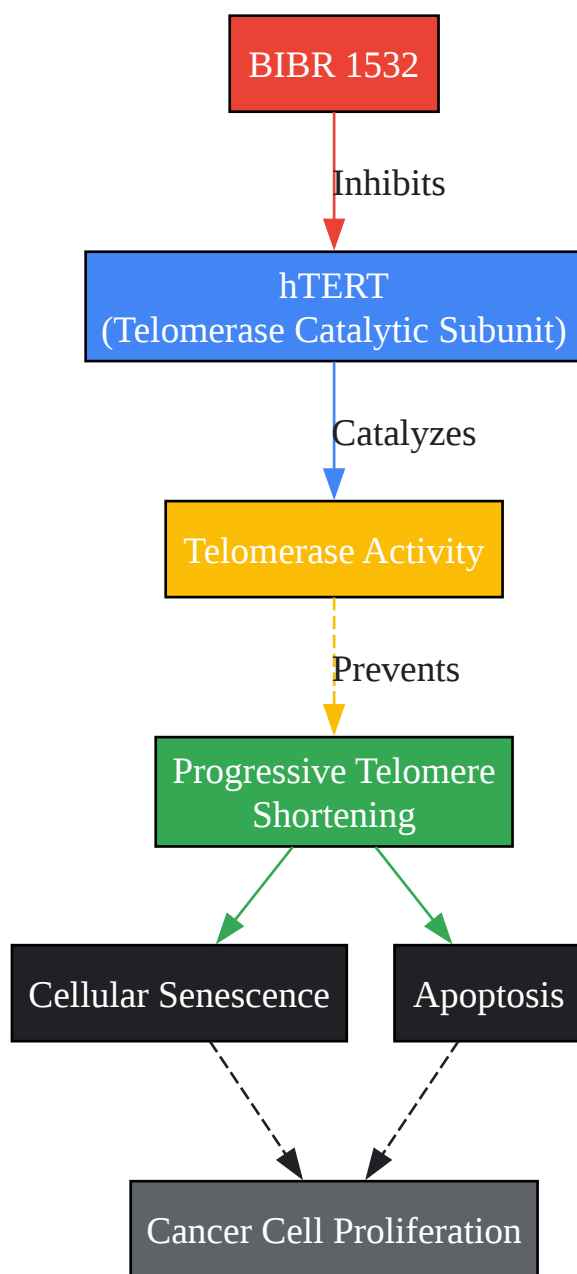 BIBR 1532
Inhibits
hTERT
(Telomerase Catalytic Subunit)
Catalyzes
Telomerase Activity
Prevents
Progressive Telomere
Shortening
Cellular Senescence
Apoptosis
Cancer Cell Proliferation